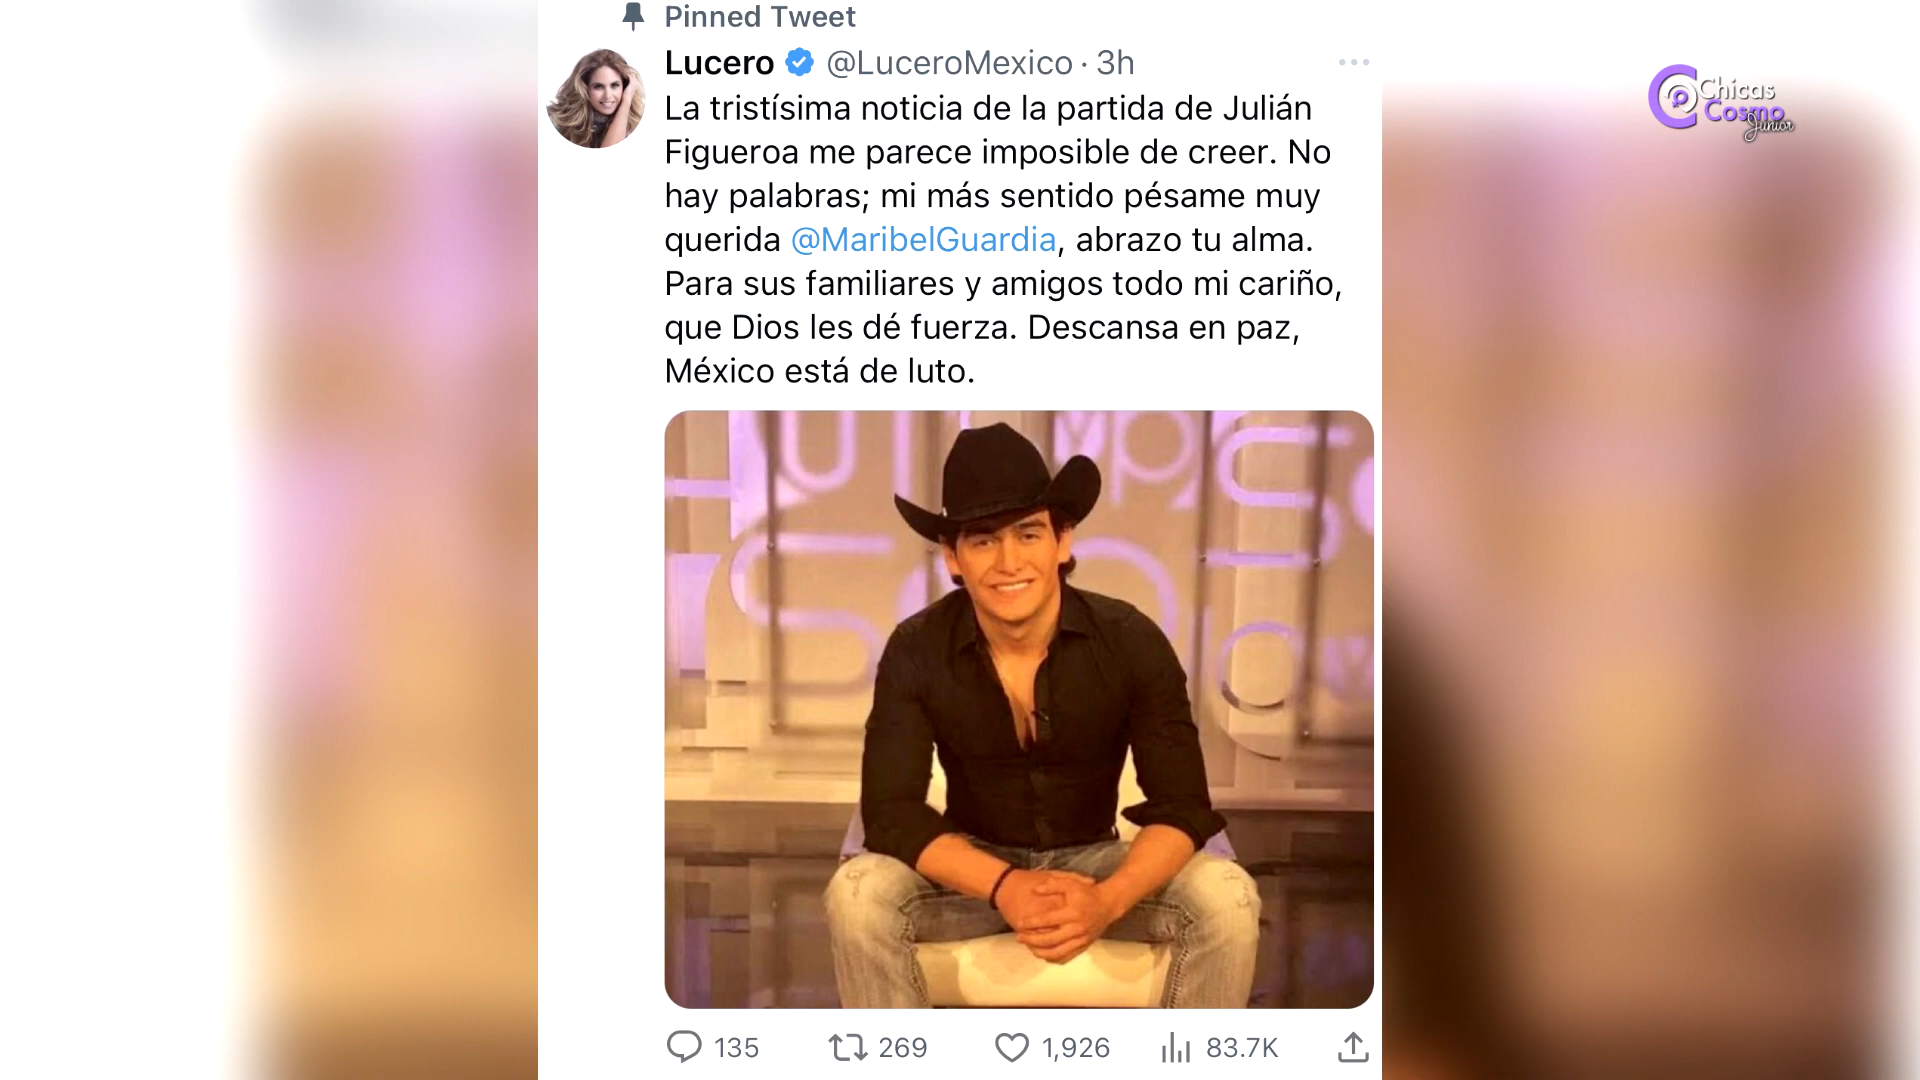 Pinned Tweet
Lucero @LuceroMexico · 3h
La tristísima noticia de la partida de Julián
Figueroa me parece imposible de creer. No
hay palabras; mi más sentido pésame muy
querida @MaribelGuardia, abrazo tu alma.
Para sus familiares y amigos todo mi cariño,
que Dios les dé fuerza. Descansa en paz,
México está de luto.
135 269 1,926 83.7K
Chicas
Cosmo
Junior